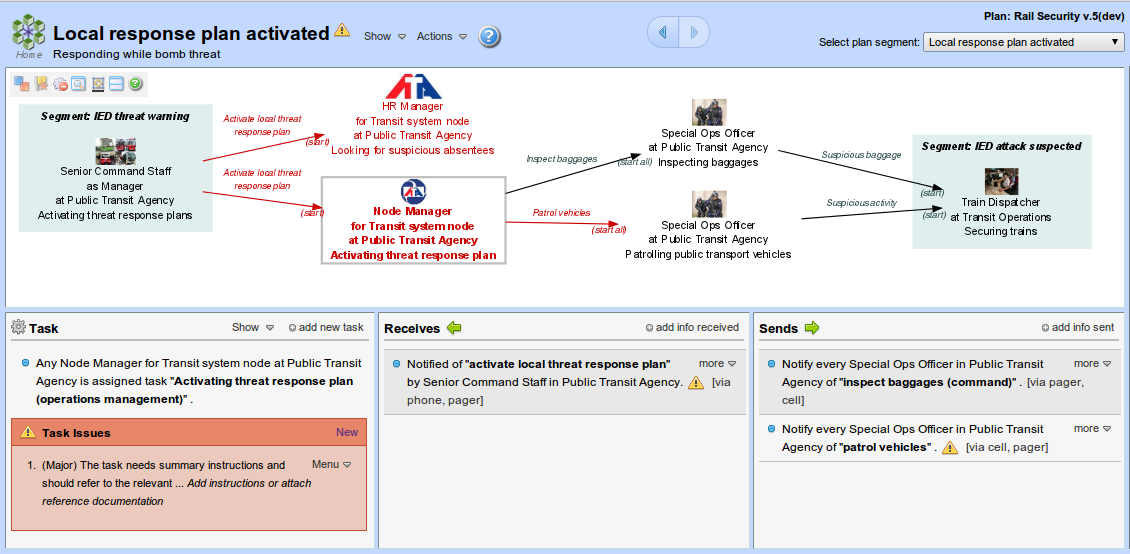 Home
Local response plan activated
Show
Actions
Responding while bomb threat
Plan: Rail Security v.5(dev)
Select plan segment:
Local response plan activated
Segment: IED threat warning
Senior Command Staff
as Manager
at Public Transit Agency
Activating threat response plans
Activate local threat
response plan
(start)
Activate local threat
response plan
(start)
HR Manager
for Transit system node
at Public Transit Agency
Looking for suspicious absentees
Node Manager
for Transit system node
at Public Transit Agency
Activating threat response plan
Inspect baggages
(start all)
Patrol vehicles
(start all)
Special Ops Officer
at Public Transit Agency
Inspecting baggages
Special Ops Officer
at Public Transit Agency
Patrolling public transport vehicles
Suspicious baggage
(start)
Suspicious activity
(start)
Segment: IED attack suspected
Train Dispatcher
at Transit Operations
Securing trains
Task
Show
add new task
Any Node Manager for Transit system node at Public Transit
Agency is assigned task "Activating threat response plan
(operations management)" .
Task Issues
New
1. (Major) The task needs summary instructions and
should refer to the relevant ... Add instructions or attach
reference documentation
Menu
Receives
add info received
Notified of "activate local threat response plan"
by Senior Command Staff in Public Transit Agency. [via
phone, pager]
more
Sends
add info sent
Notify every Special Ops Officer in Public Transit
Agency of "inspect baggages (command)" . [via pager,
cell]
more
Notify every Special Ops Officer in Public Transit
Agency of "patrol vehicles" . [via cell, pager]
more